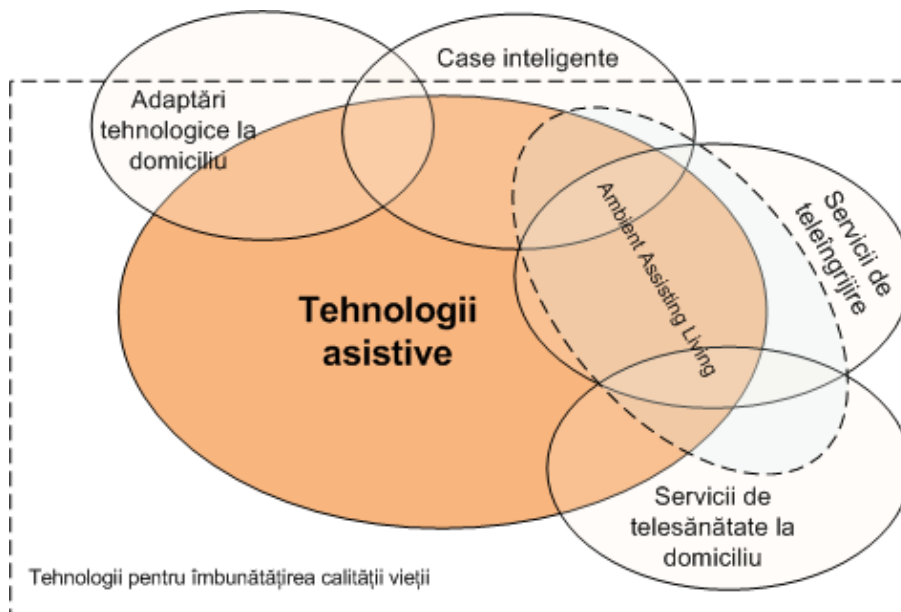 Case inteligente
Adaptări
tehnologice la
domiciliu
Servicii de
teleîngrijire
Ambient Assisting Living
Tehnologii
asistive
Servicii de
telesănătate la
domiciliu
Tehnologii pentru îmbunătățirea calității vieții